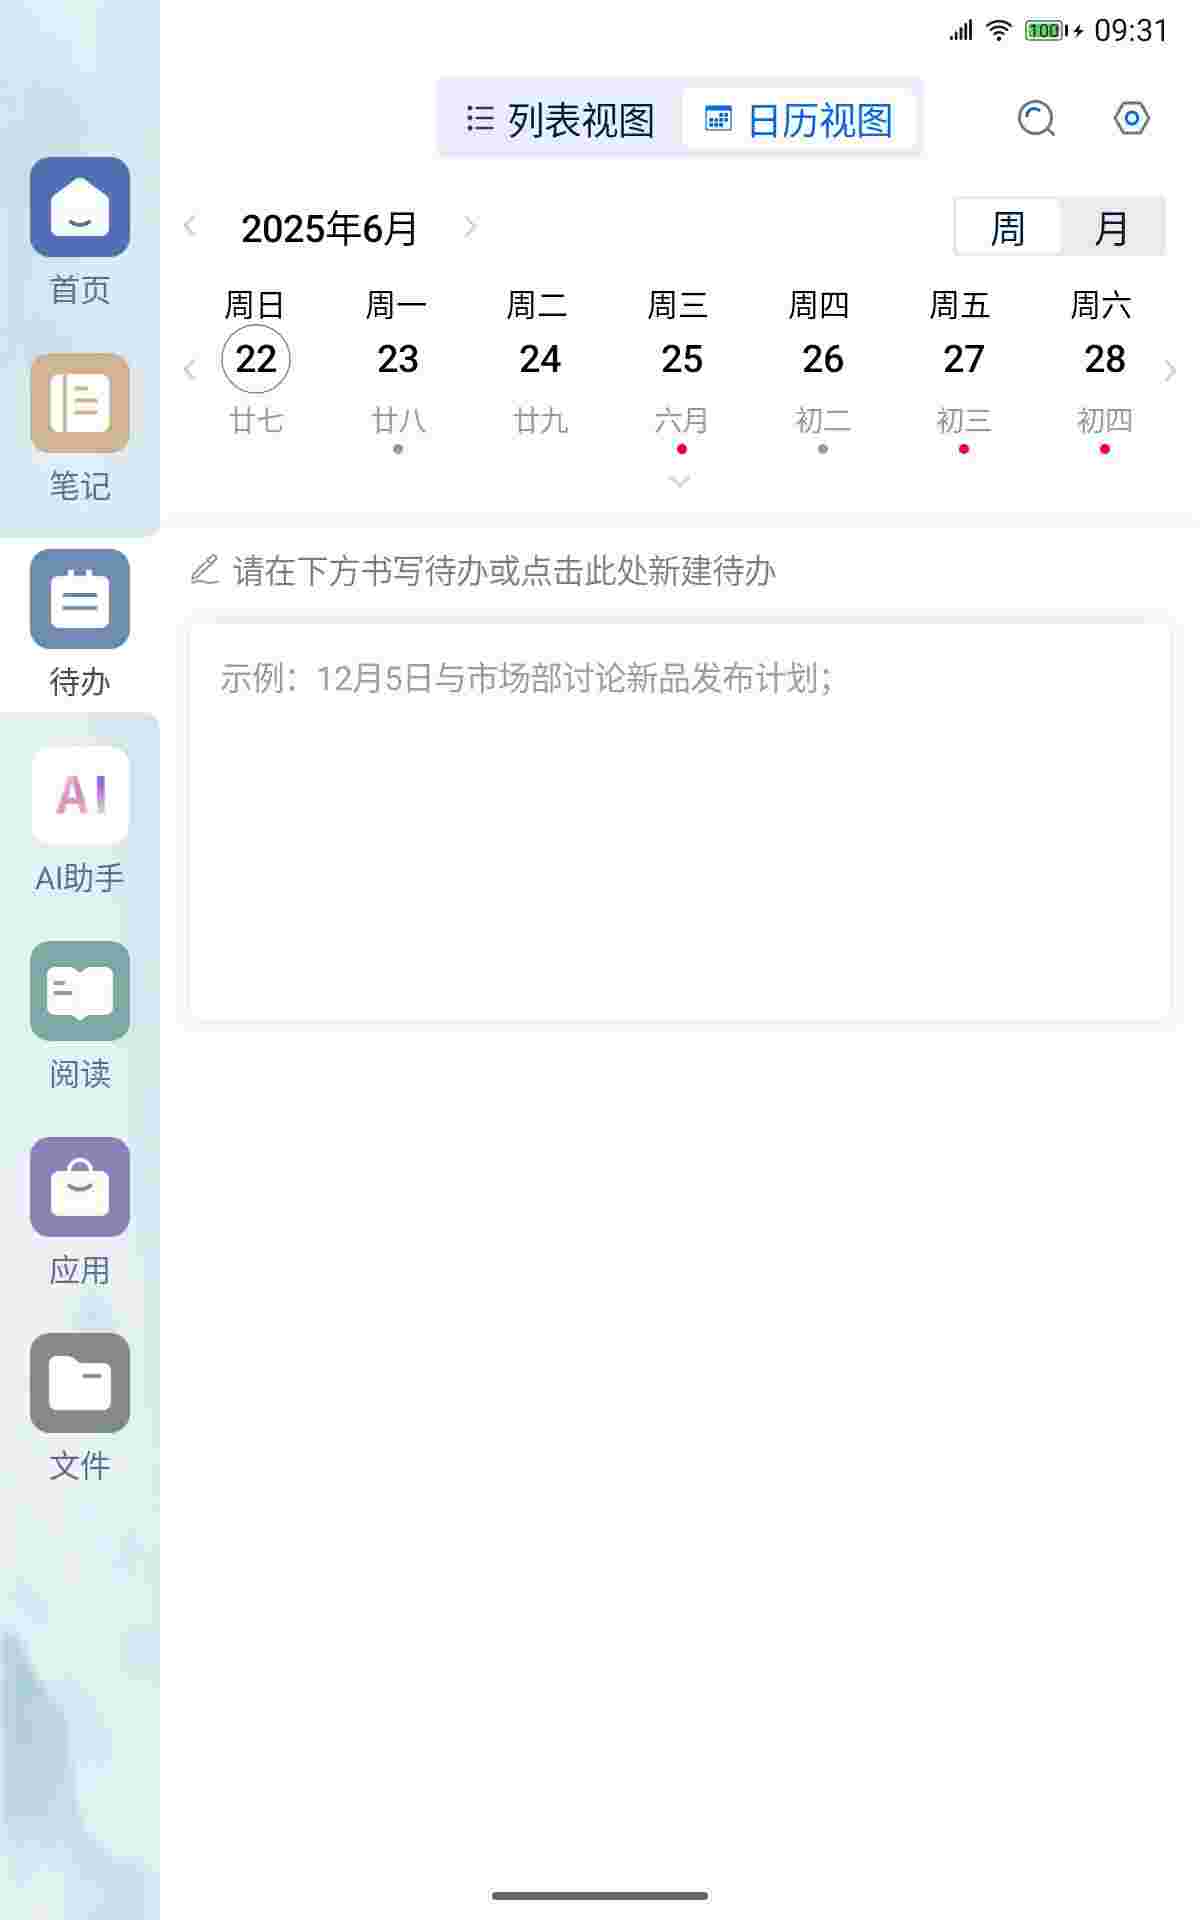 100 09:31
列表视图 日历视图
2025年6月 周 月
周日 周一 周二 周三 周四 周五 周六
22 23 24 25 26 27 28
廿七 廿八 廿九 六月 初二 初三 初四
请在下方书写待办或点击此处新建待办
示例：12月5日与市场部讨论新品发布计划；
首页
笔记
待办
AI
AI助手
阅读
应用
文件